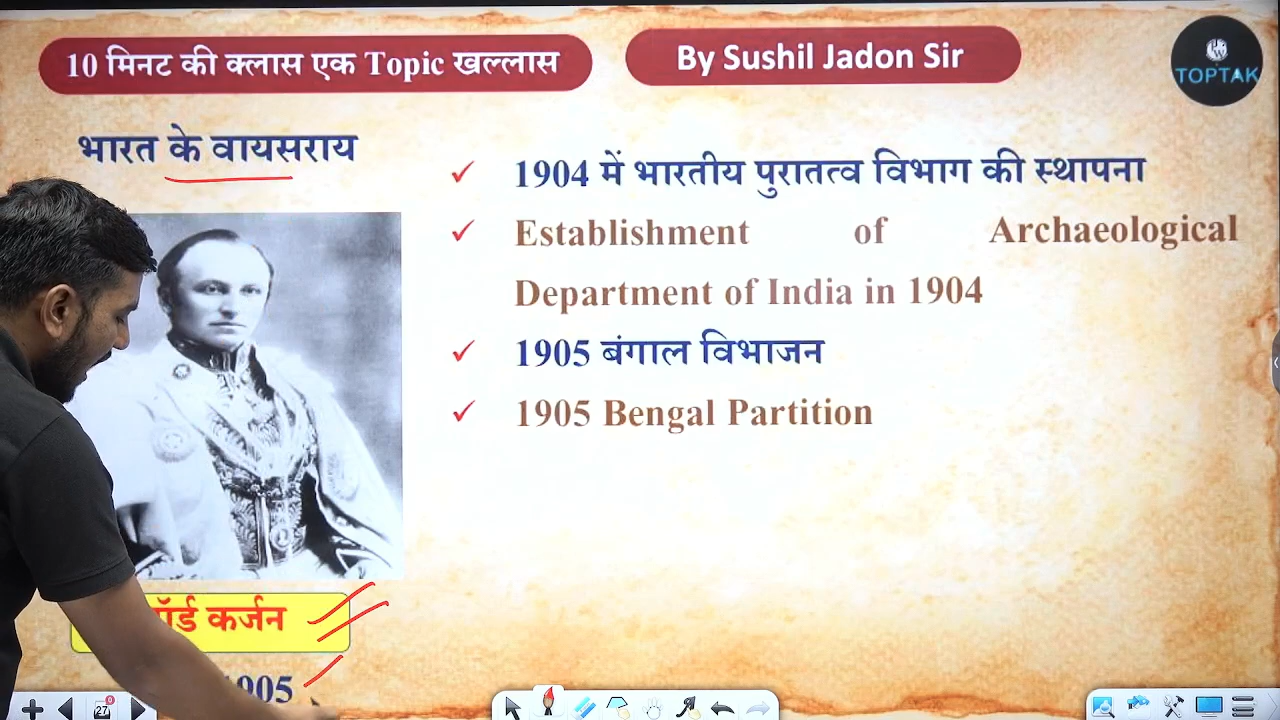 10 मिनट की क्लास एक Topic खल्लास
By Sushil Jadon Sir
TOPTAK
भारत के वायसराय
1904 में भारतीय पुरातत्व विभाग की स्थापना
Establishment of Archaeological
Department of India in 1904
1905 बंगाल विभाजन
1905 Bengal Partition
कर्जन
27